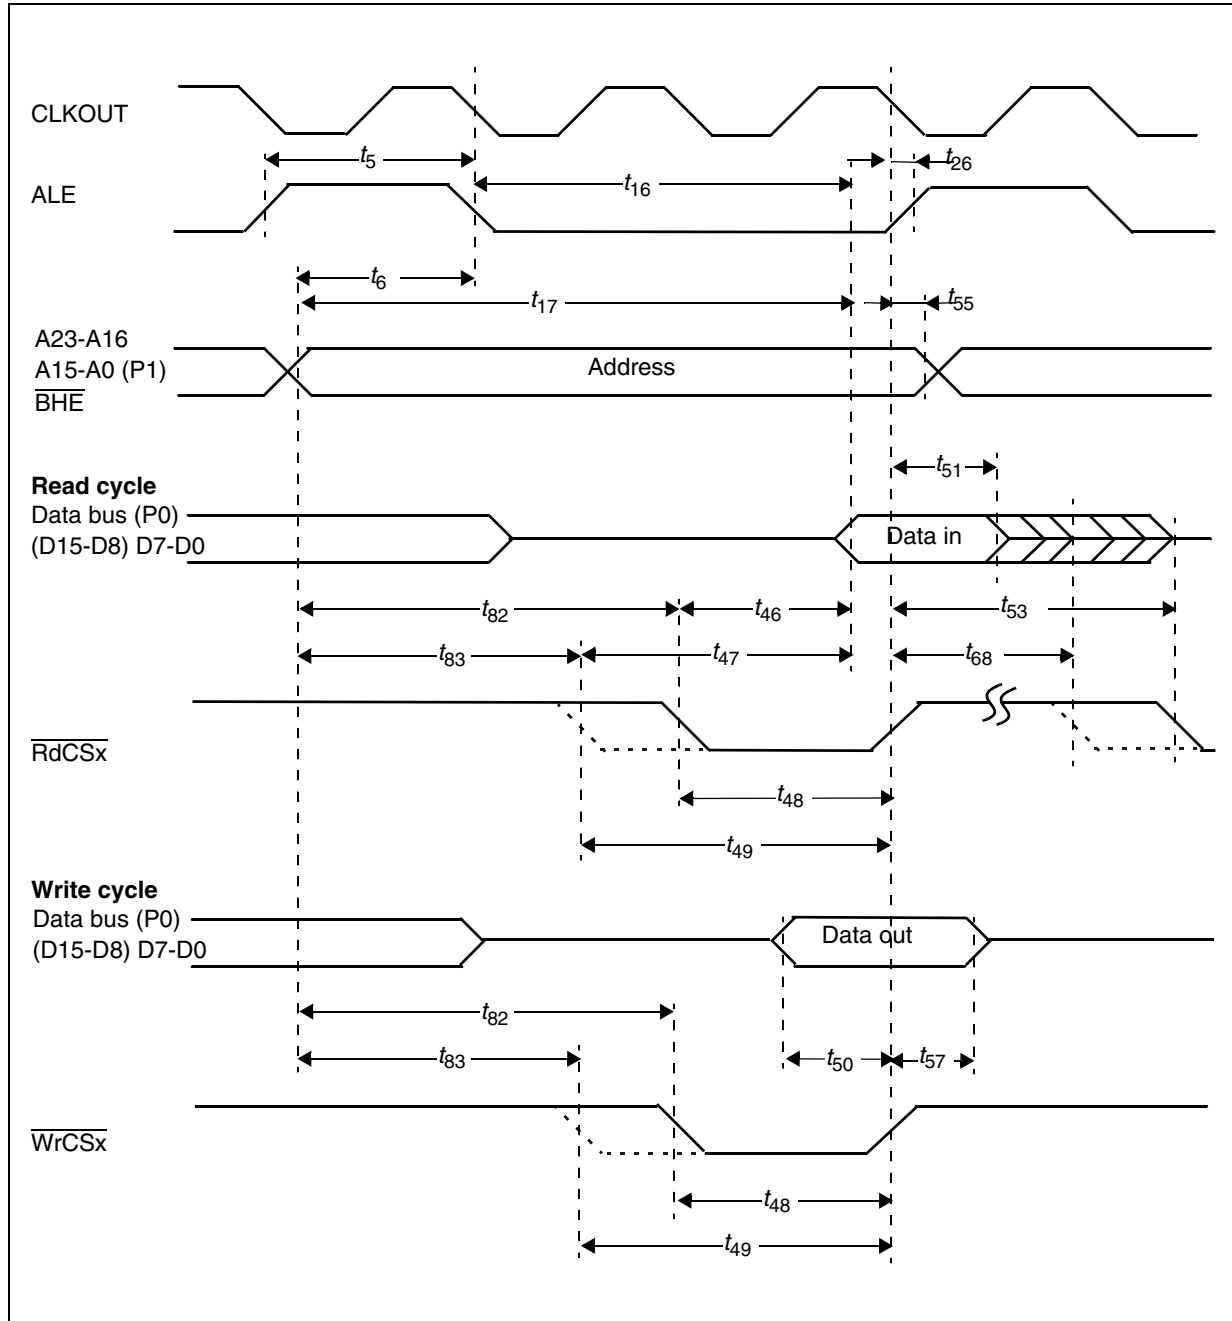 CLKOUT
t5
t26
ALE
t16
t6
t17
t55
A23-A16
A15-A0 (P1)
BHE
Address
t51
Read cycle
Data bus (P0)
(D15-D8) D7-D0
Data in
t82
t46
t53
t83
t47
t68
RdCSx
t48
t49
Write cycle
Data bus (P0)
(D15-D8) D7-D0
Data out
t82
t83
t50
t57
WrCSx
t48
t49